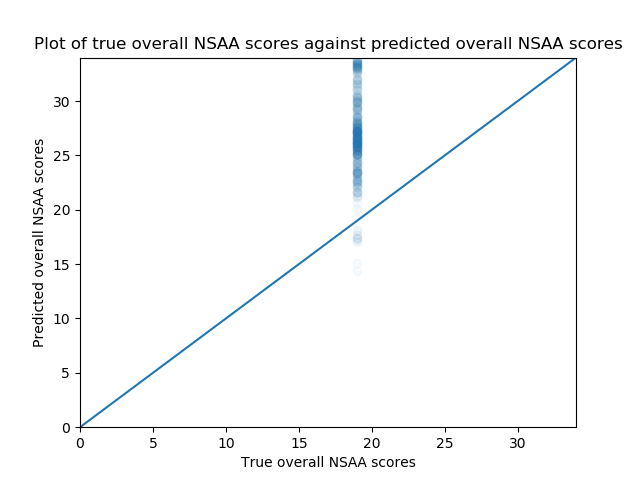 Plot of true overall NSAA scores against predicted overall NSAA scores
30
25
20
15
10
5
0
Predicted overall NSAA scores
0 5 10 15 20 25 30
True overall NSAA scores